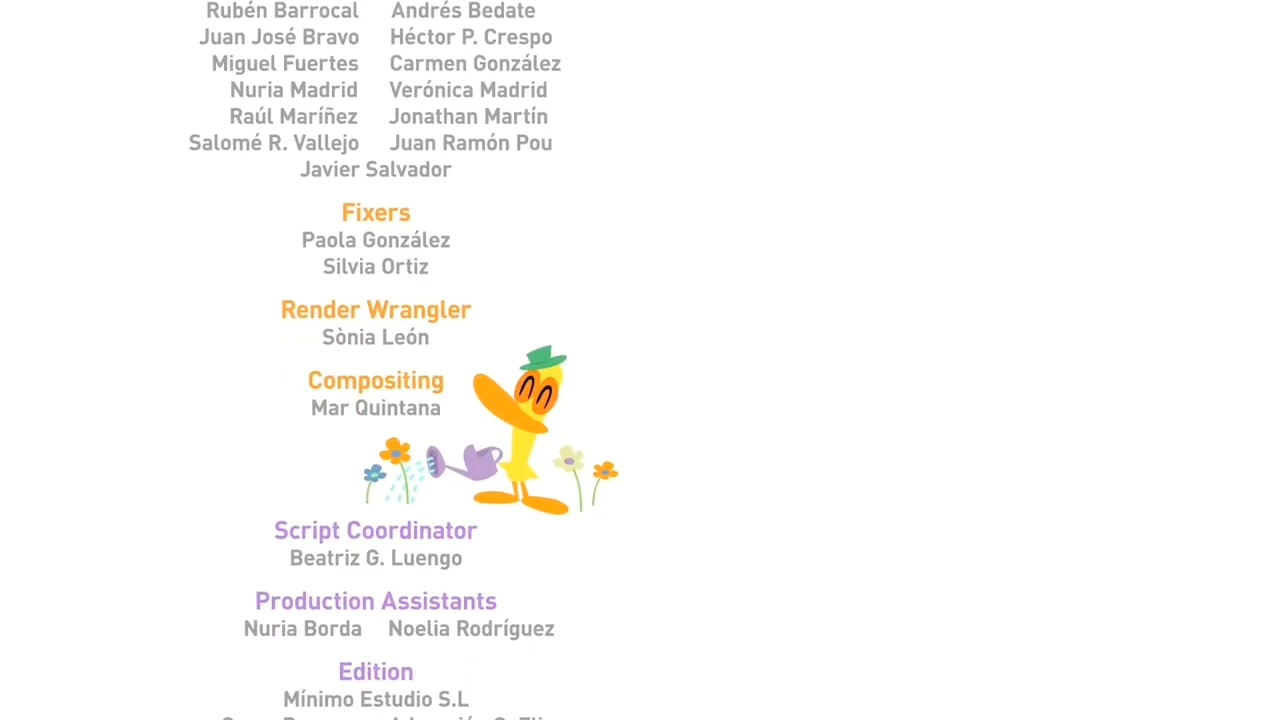 Rubén Barrocal Andrés Bedate
Juan José Bravo Héctor P. Crespo
Miguel Fuertes Carmen González
Nuria Madrid Verónica Madrid
Raúl Maríñez Jonathan Martín
Salomé R. Vallejo Juan Ramón Pou
Javier Salvador
Fixers
Paola González
Silvia Ortiz
Render Wrangler
Sònia León
Compositing
Mar Quintana
Script Coordinator
Beatriz G. Luengo
Production Assistants
Nuria Borda Noelia Rodríguez
Edition
Mínimo Estudio S.L